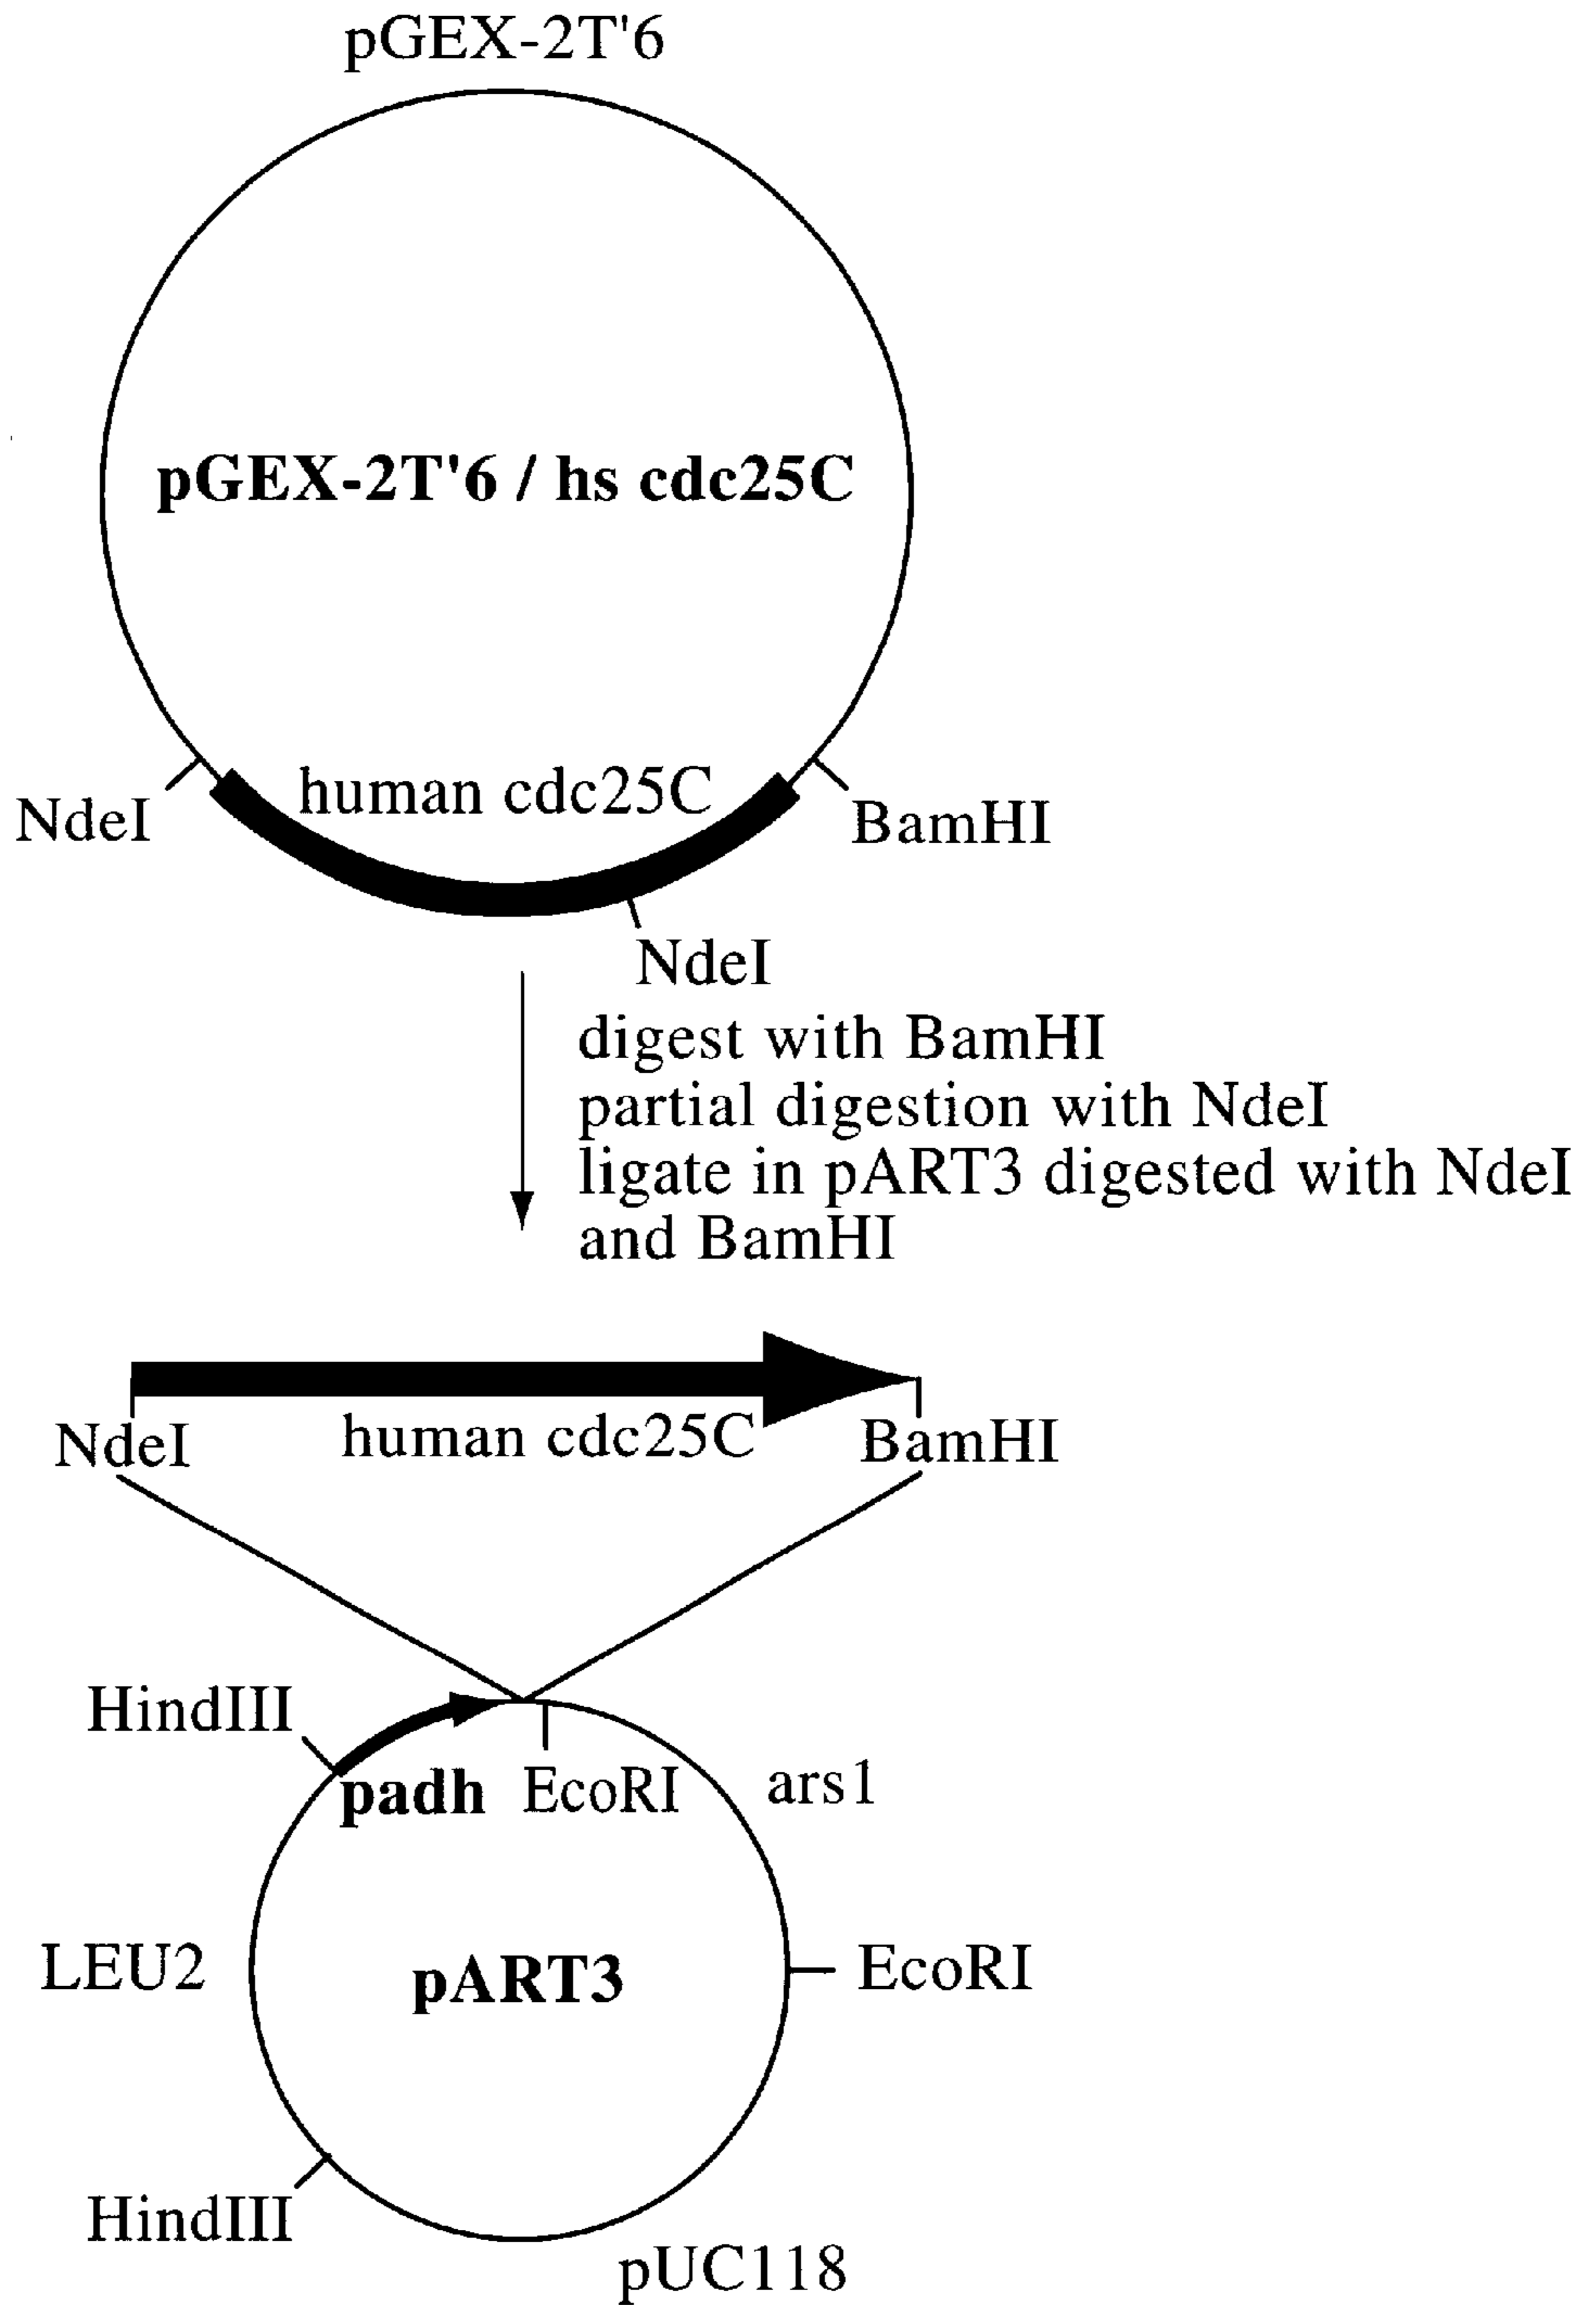 pGEX-2T'6
pGEX-2T'6 / hs cdc25C
human cdc25C
NdeI
BamHI
NdeI
digest with BamHI
partial digestion with NdeI
ligate in pART3 digested with NdeI
and BamHI
NdeI
human cdc25C
BamHI
HindIII
padh
EcoRI
ars1
LEU2
pART3
EcoRI
HindIII
pUC118